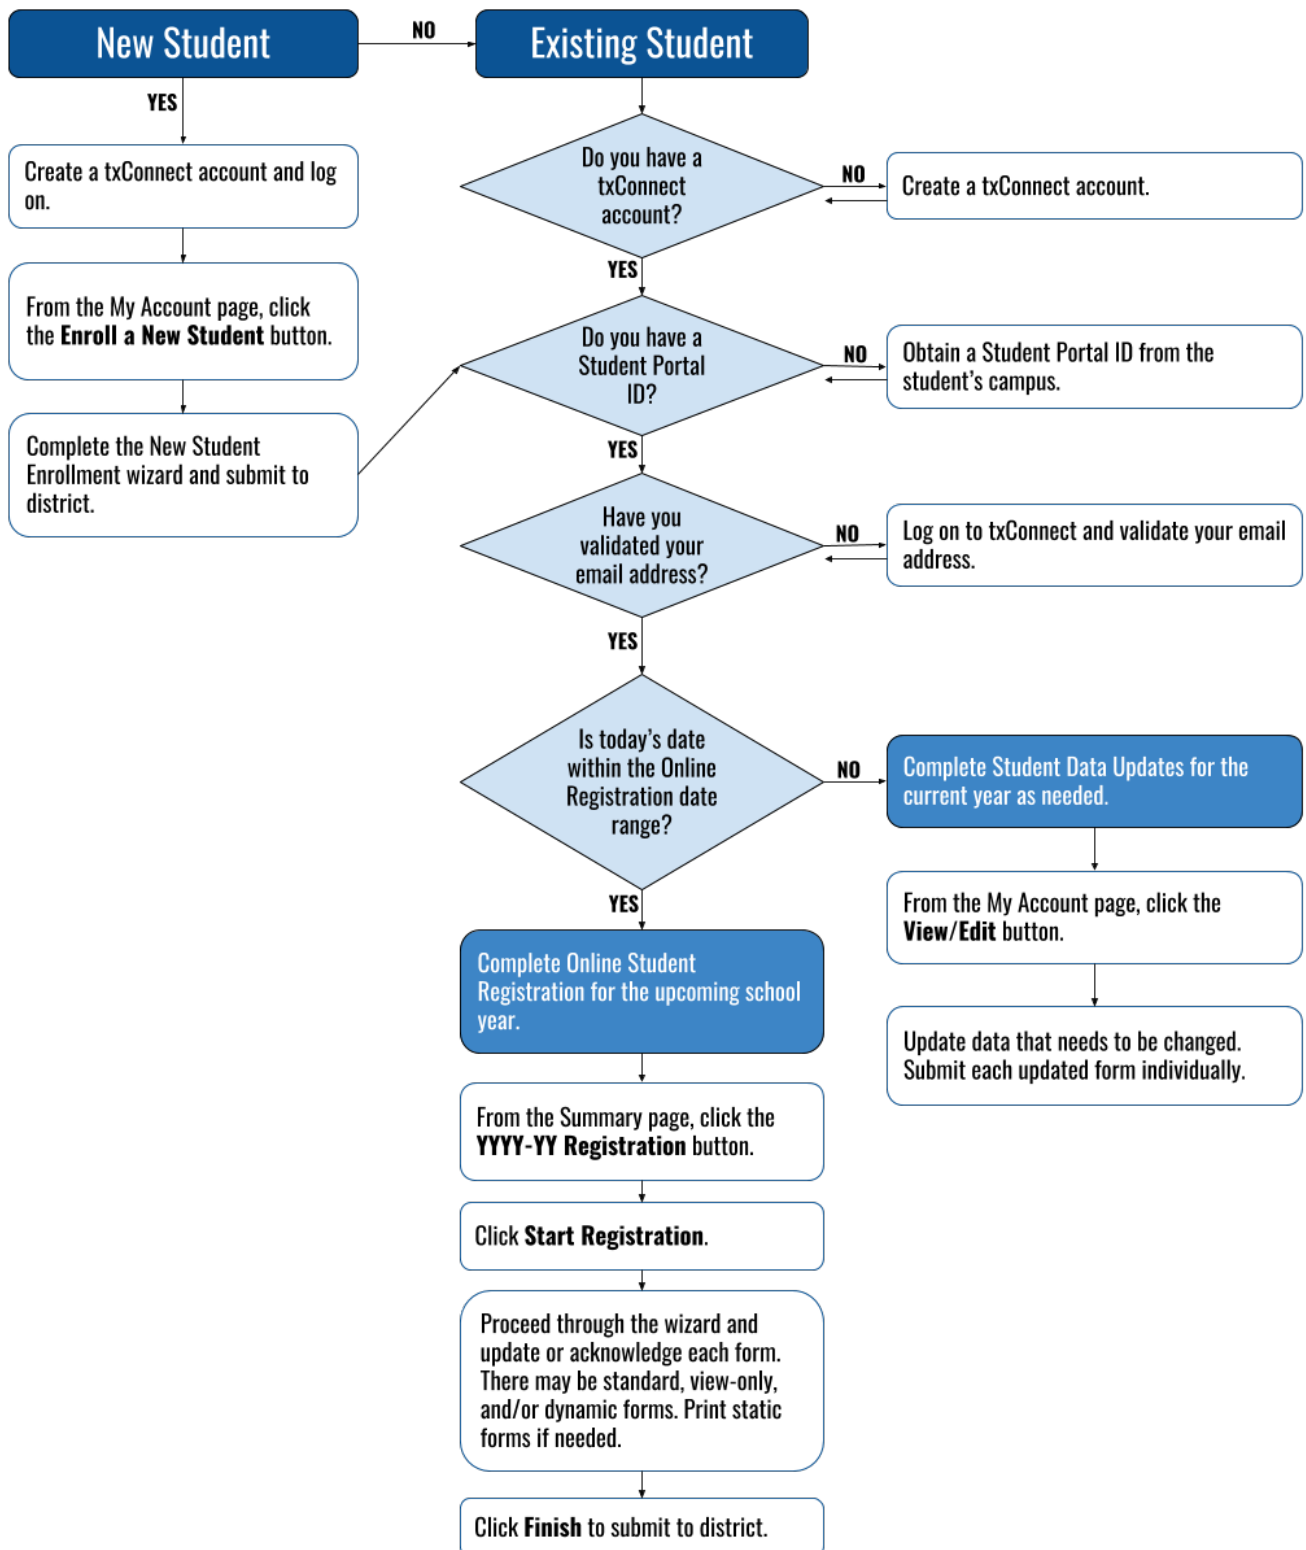 New Student
NO
Existing Student
YES
Create a txConnect account and log
on.
From the My Account page, click
the Enroll a New Student button.
Complete the New Student
Enrollment wizard and submit to
district.
Do you have a
txConnect
account?
NO
Create a txConnect account.
YES
Do you have a
Student Portal
ID?
NO
Obtain a Student Portal ID from the
student’s campus.
YES
Have you
validated your
email address?
NO
Log on to txConnect and validate your email
address.
YES
Is today’s date
within the Online
Registration date
range?
NO
Complete Student Data Updates for the
current year as needed.
From the My Account page, click the
View/Edit button.
Update data that needs to be changed.
Submit each updated form individually.
YES
Complete Online Student
Registration for the upcoming school
year.
From the Summary page, click the
YYYY-YY Registration button.
Click Start Registration.
Proceed through the wizard and
update or acknowledge each form.
There may be standard, view-only,
and/or dynamic forms. Print static
forms if needed.
Click Finish to submit to district.